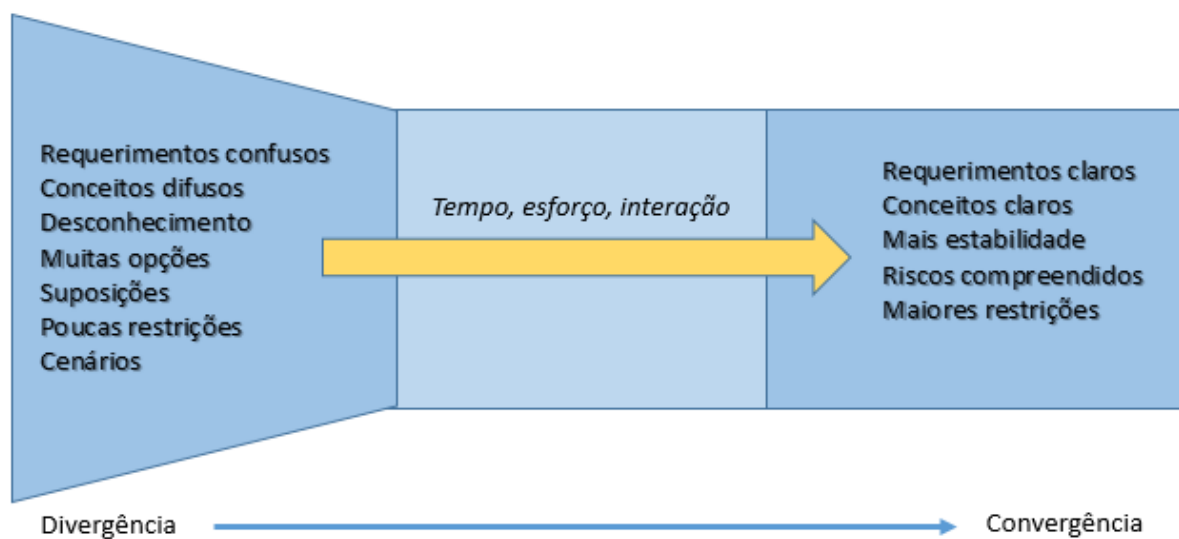 Requerimentos confusos
Conceitos difusos
Desconhecimento
Muitas opções
Suposições
Poucas restrições
Cenários
Tempo, esforço, interação
Requerimentos claros
Conceitos claros
Mais estabilidade
Riscos compreendidos
Maiores restrições
Divergência
Convergência